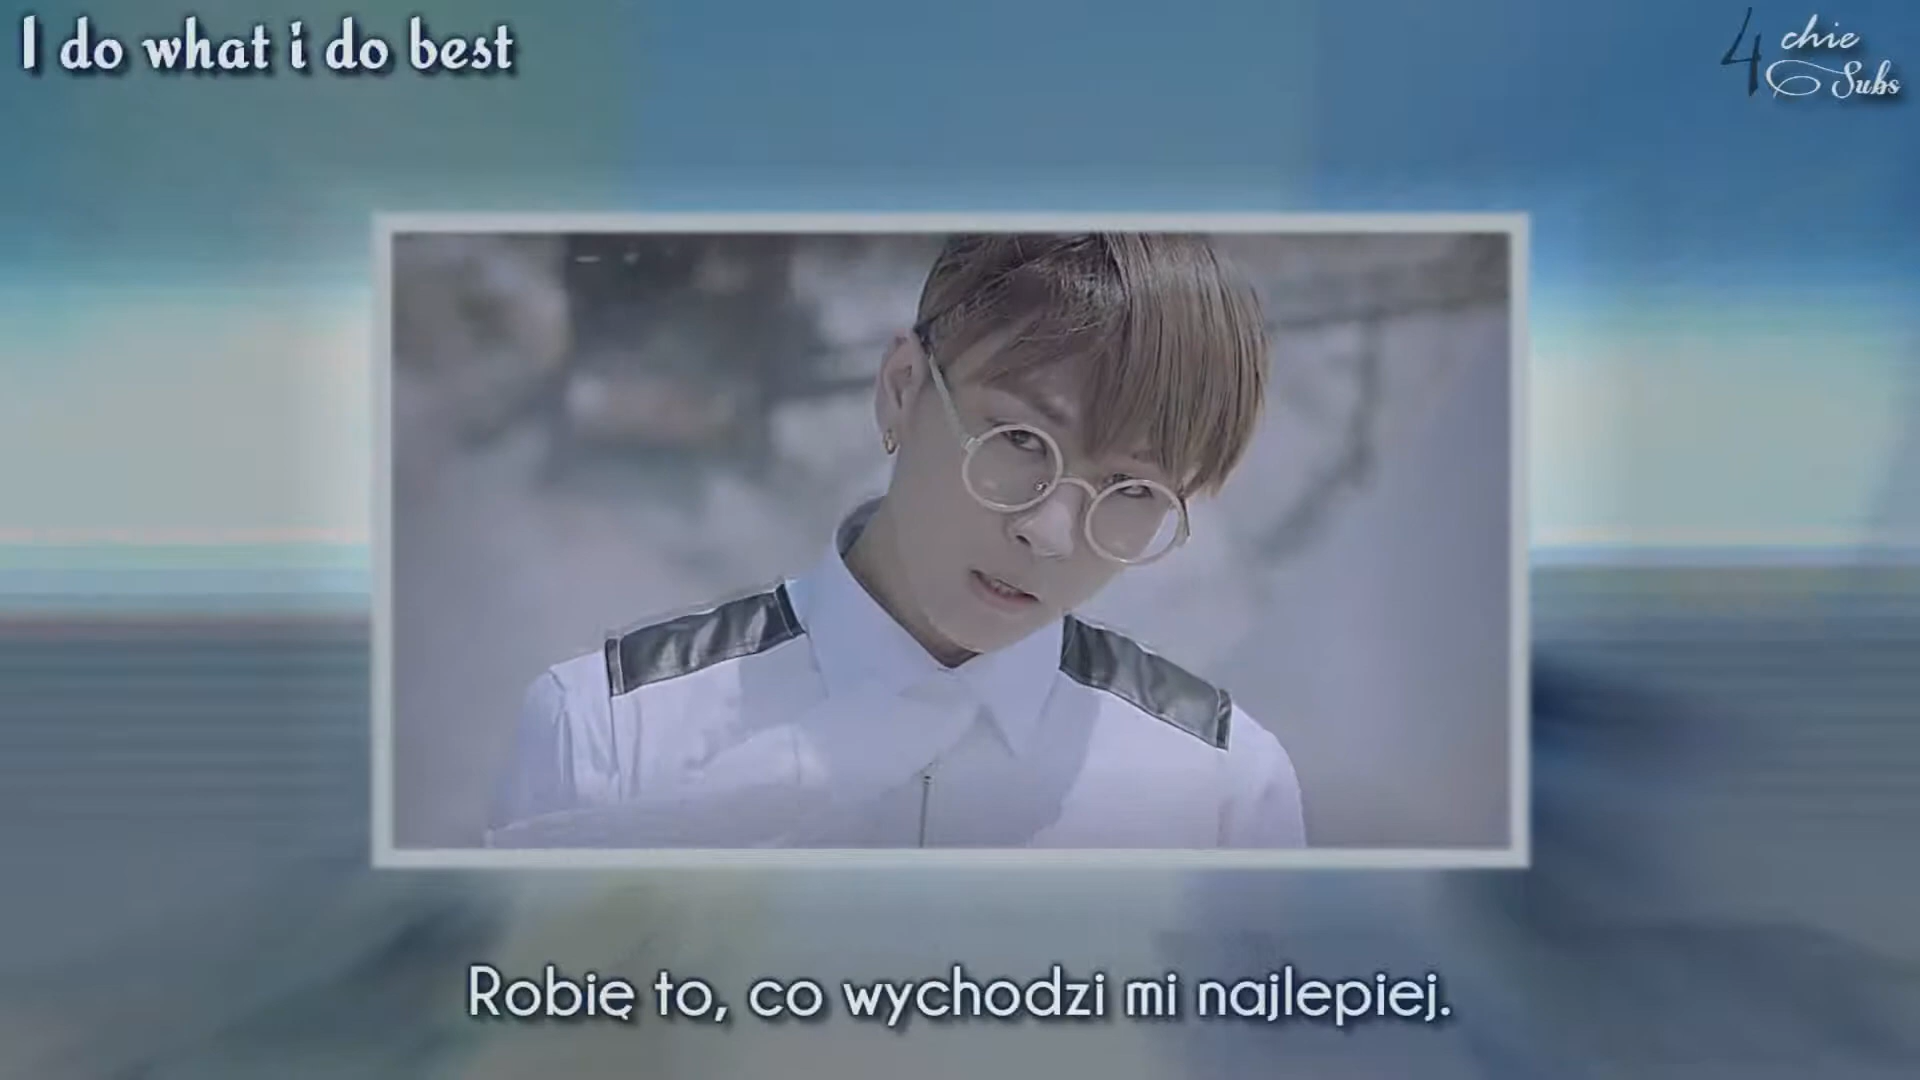 I do what i do best
4 chie
Subs
Robię to, co wychodzi mi najlepiej.